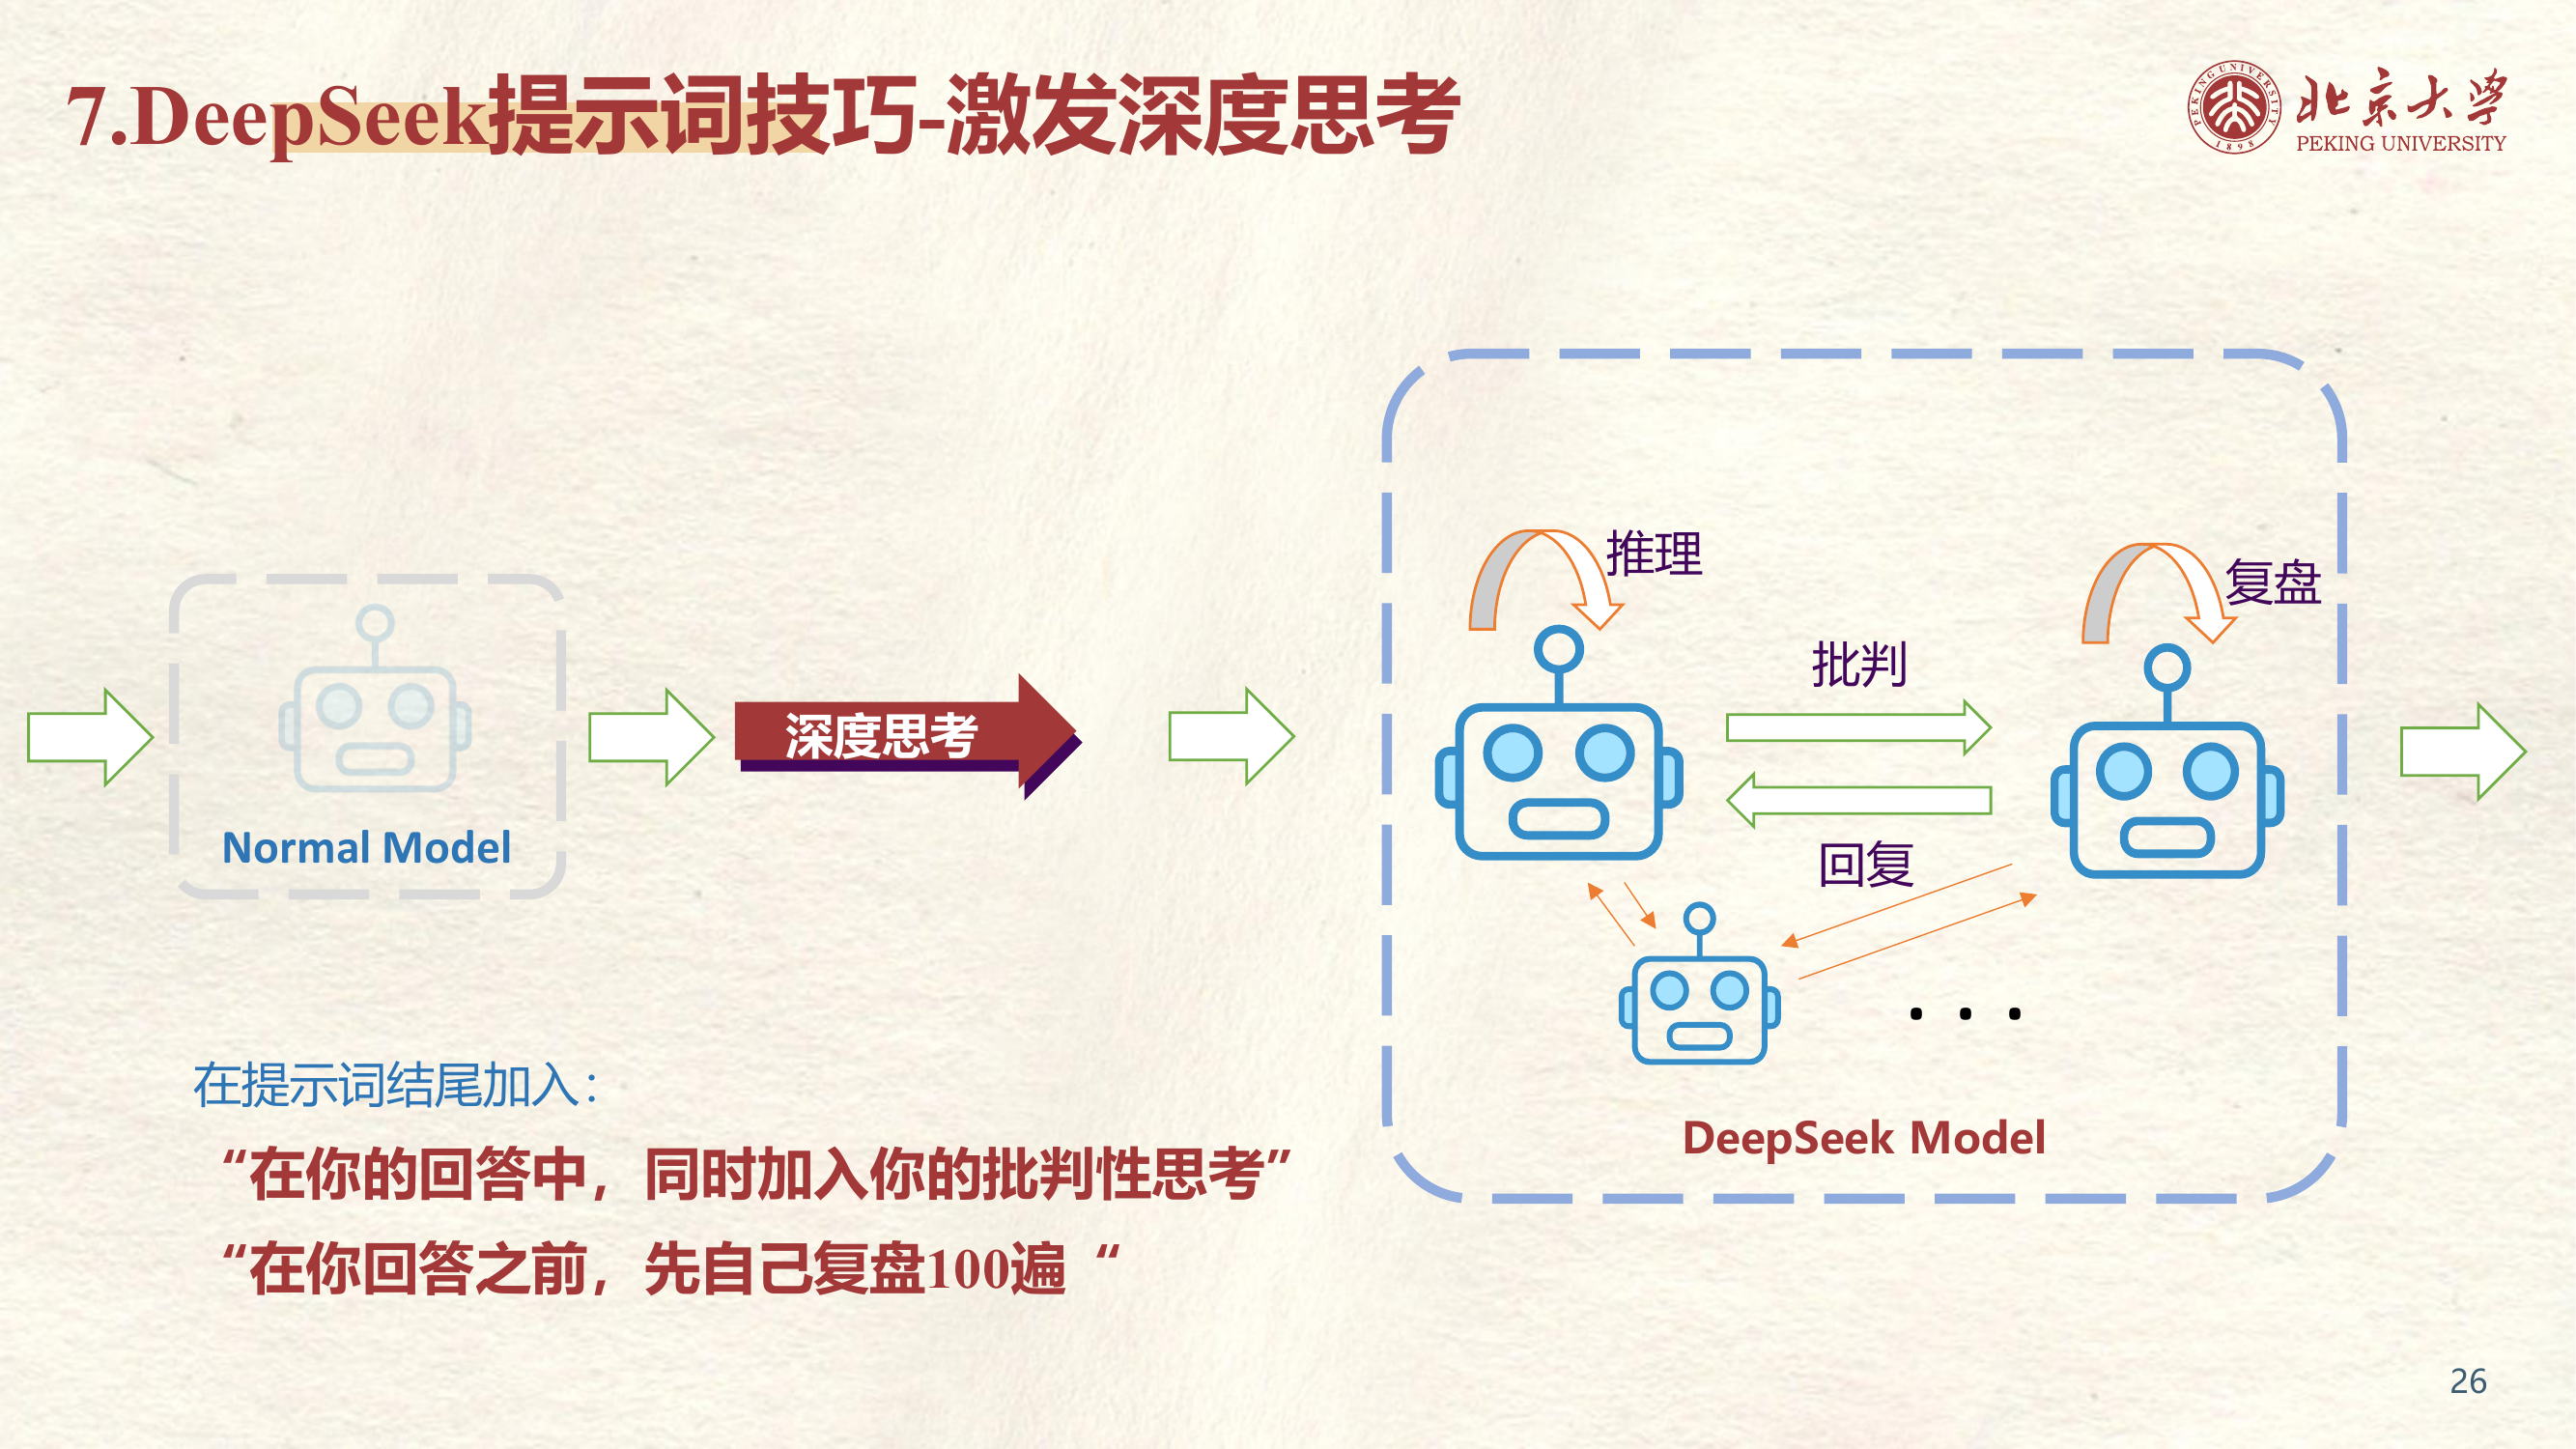 7.DeepSeek提示词技巧-激发深度思考
PEKING UNIVERSITY
1898
北京大学
PEKING UNIVERSITY
推理
复盘
批判
深度思考
Normal Model
回复
. . .
在提示词结尾加入：
“在你的回答中，同时加入你的批判性思考”
DeepSeek Model
“在你回答之前，先自己复盘100遍“
26